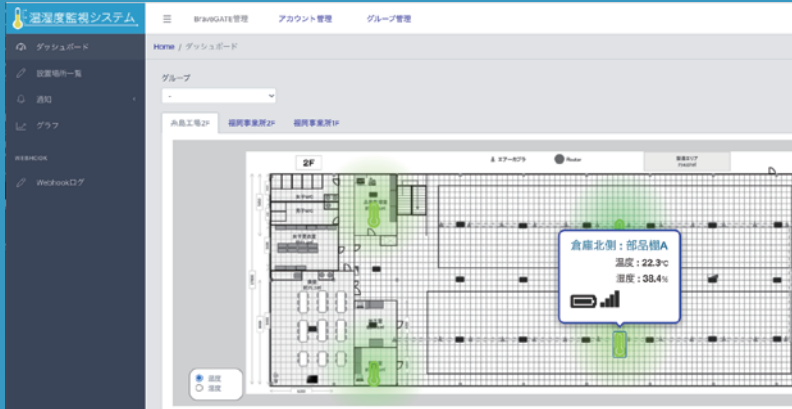 温湿度監視システム
BraveGATE管理
アカウント管理
グループ管理
ダッシュボード
Home / ダッシュボード
設置場所一覧
通知
グラフ
WEBHOOK
Webhookログ
グループ
-
糸島工場2F
福岡事業所2F
福岡事業所1F
2F
エアーカプラ
Router
倉庫北側：部品棚A
温度：22.3℃
湿度：38.4%
温度
湿度